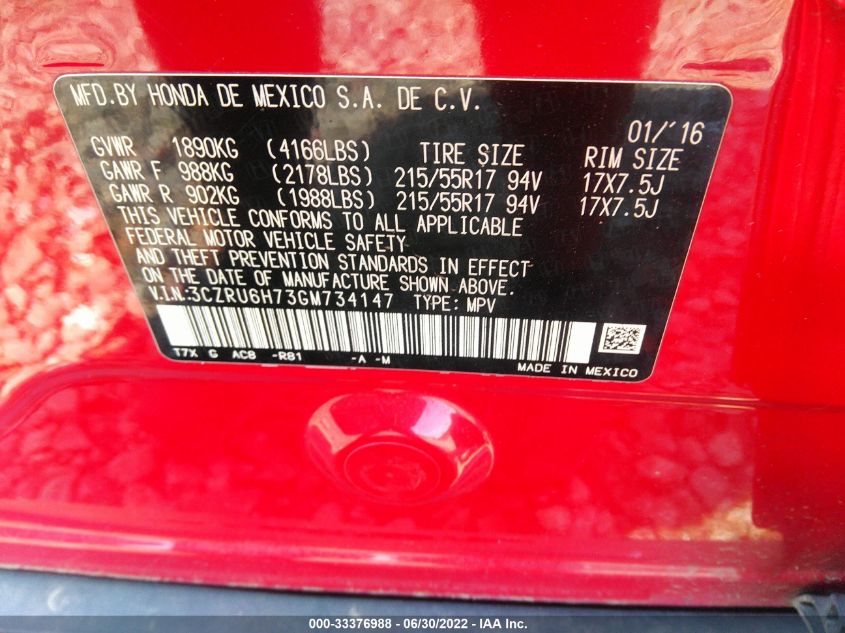 MFD.BY HONDA DE MEXICO S.A. DE C.V.
01/'16
GVWR 1890KG (4166LBS) TIRE SIZE RIM SIZE
GAWR F 988KG (2178LBS) 215/55R17 94V 17X7.5J
GAWR R 902KG (1988LBS) 215/55R17 94V 17X7.5J
THIS VEHICLE CONFORMS TO ALL APPLICABLE
FEDERAL MOTOR VEHICLE SAFETY
AND THEFT PREVENTION STANDARDS IN EFFECT
ON THE DATE OF MANUFACTURE SHOWN ABOVE.
V.I.N:3CZRU6H73GM734147 TYPE: MPV
T7X G AC8 -R81 -A -M
MADE IN MEXICO
000-33376988 - 06/30/2022 - IAA Inc.